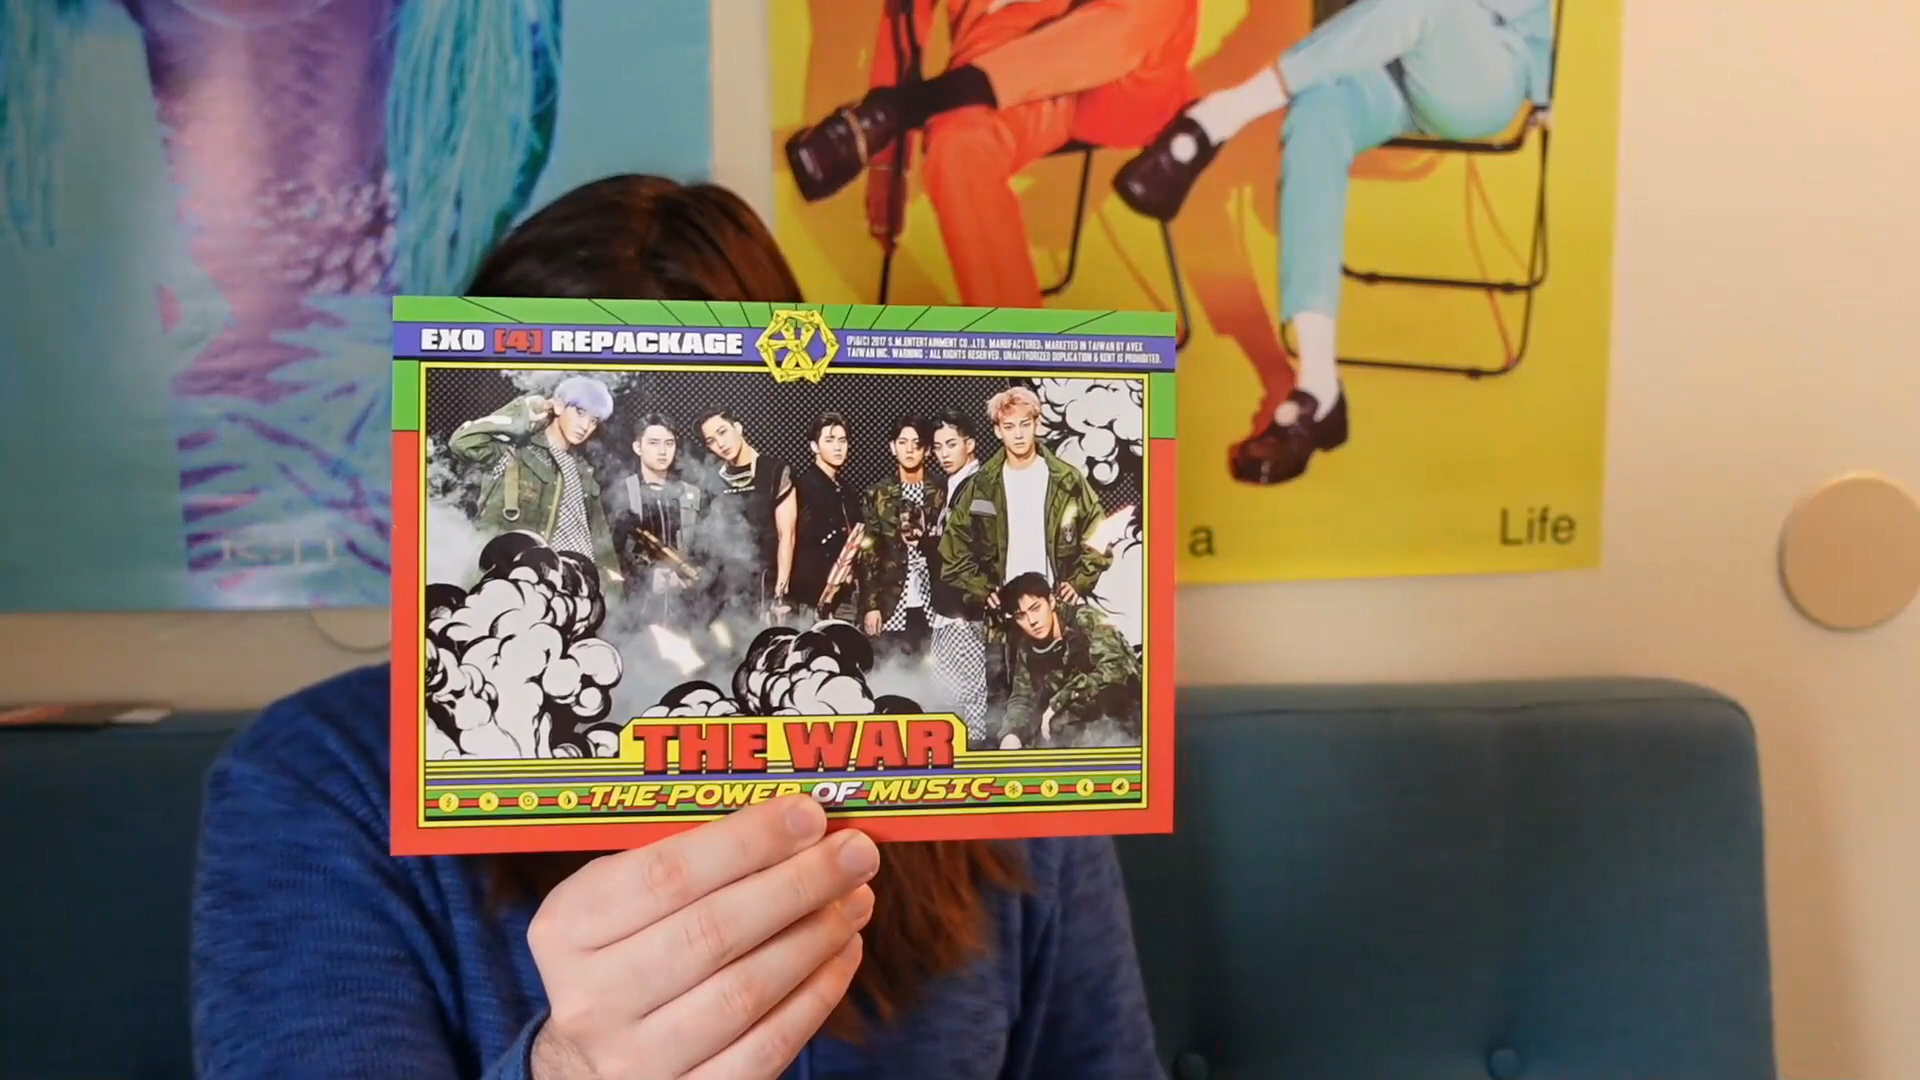 EXO [4] REPACKAGE
(P)&(C) 2017 S.M.ENTERTAINMENT CO.,LTD. MANUFACTURED, MARKETED IN TAIWAN BY AVEX
TAIWAN INC. WARNING : ALL RIGHTS RESERVED. UNAUTHORIZED DUPLICATION & RENT IS PROHIBITED.
THE WAR
THE POWER OF MUSIC
a Life